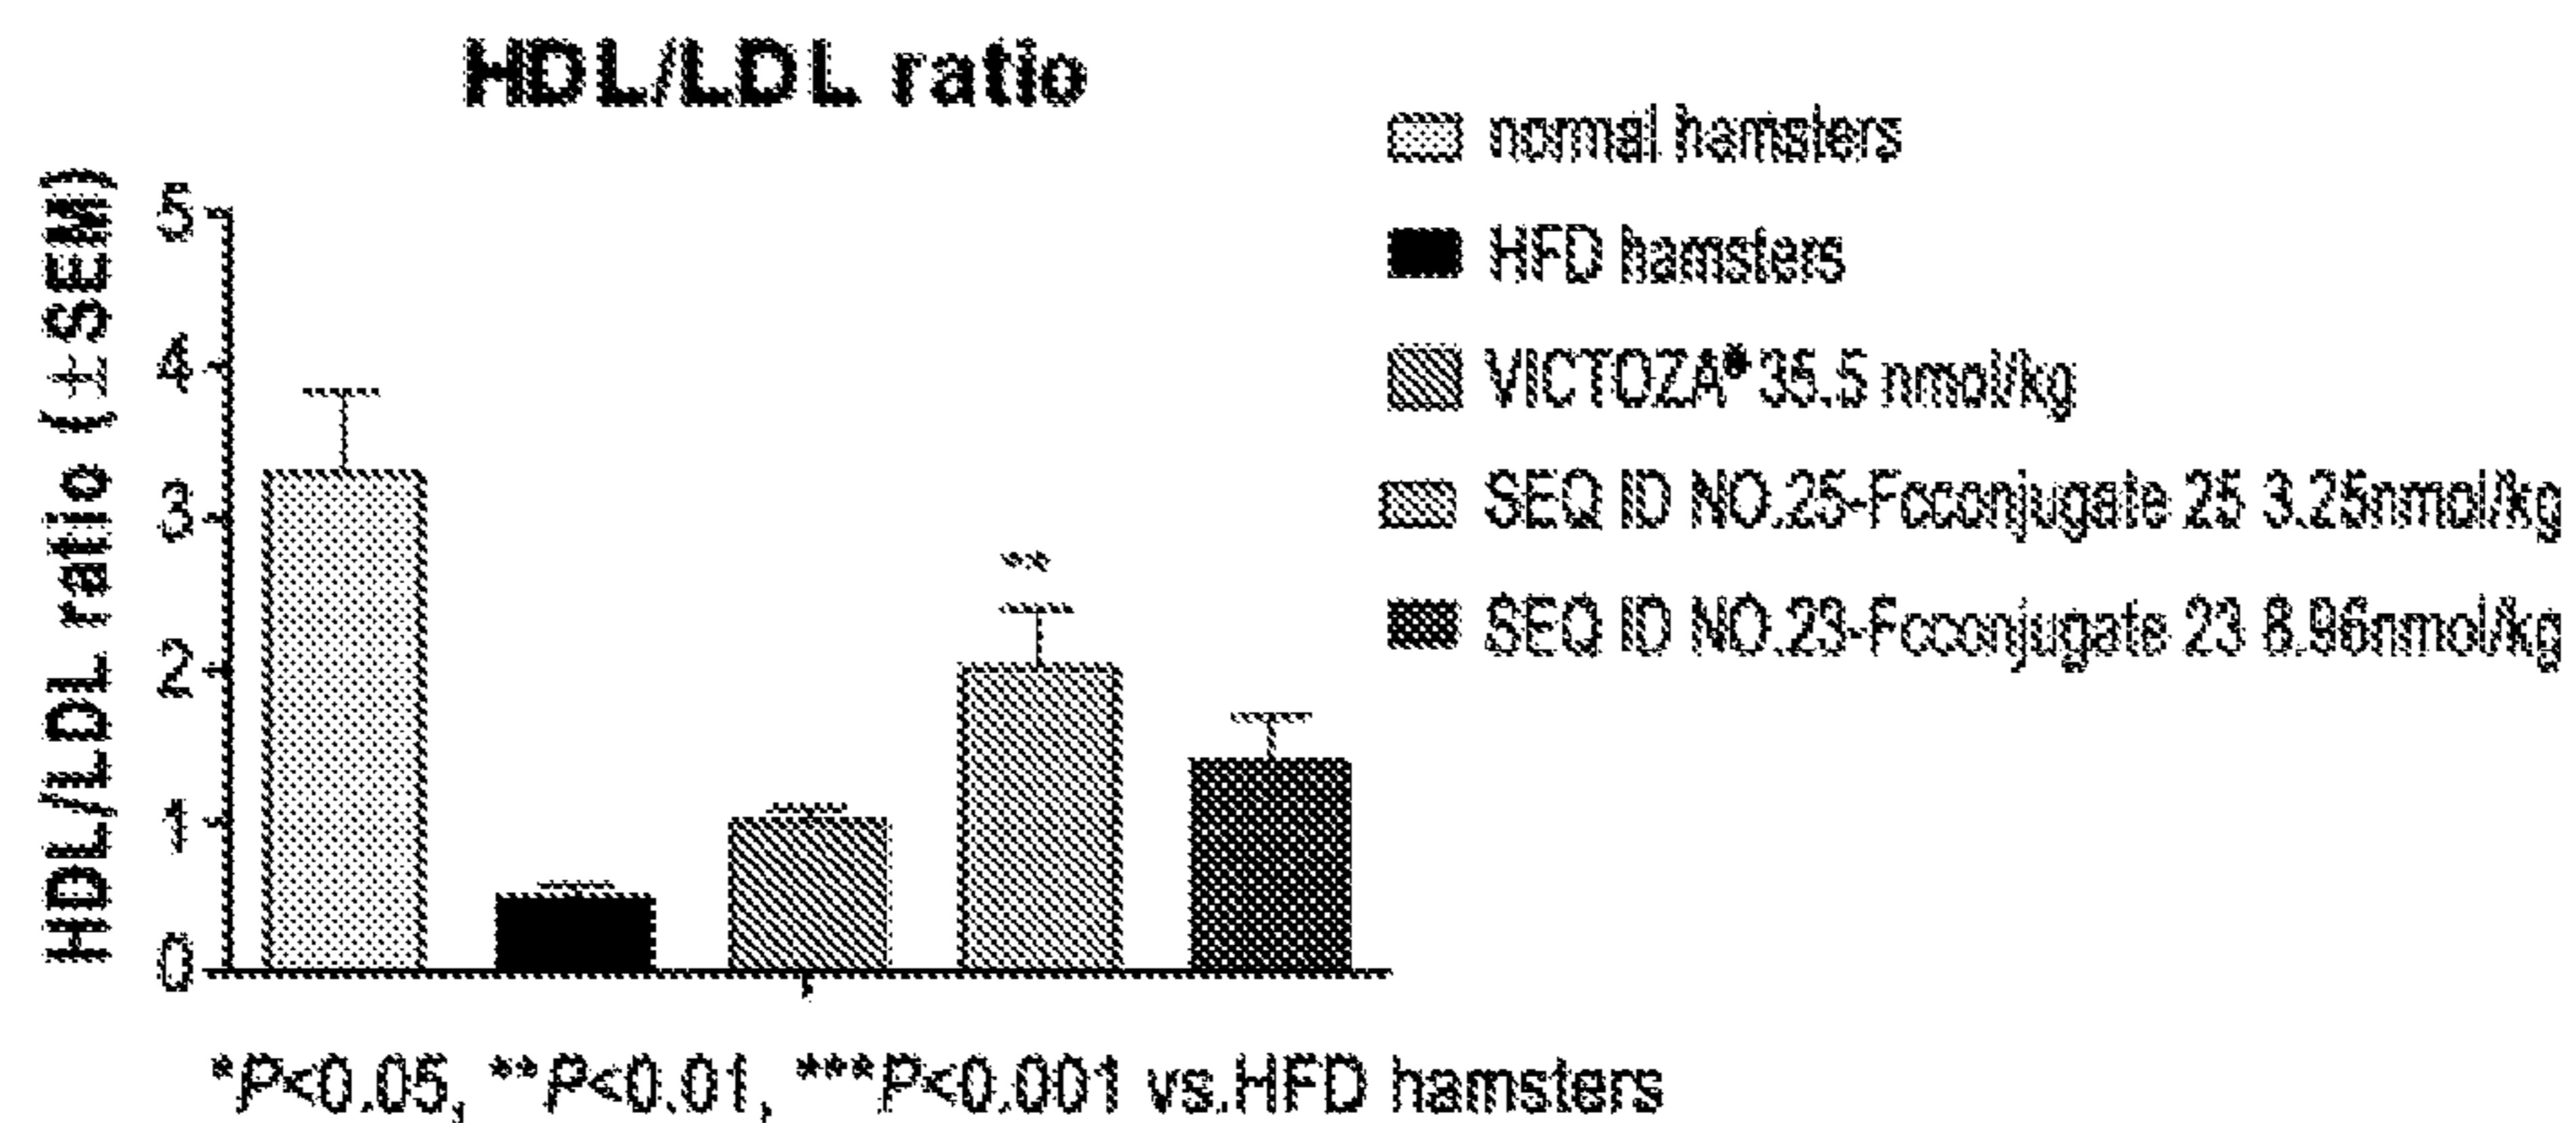 HDL/LDL ratio
HDL/LDL ratio (±SEM)
5
4
3
2
1
0
**
normal hamsters
HFD hamsters
VICTOZA® 35.5 nmol/kg
SEQ ID NO.25-Fcconjugate 25 3.25nmol/kg
SEQ ID NO.23-Fcconjugate 23 8.96nmol/kg
*P<0.05, **P<0.01, ***P<0.001 vs.HFD hamsters